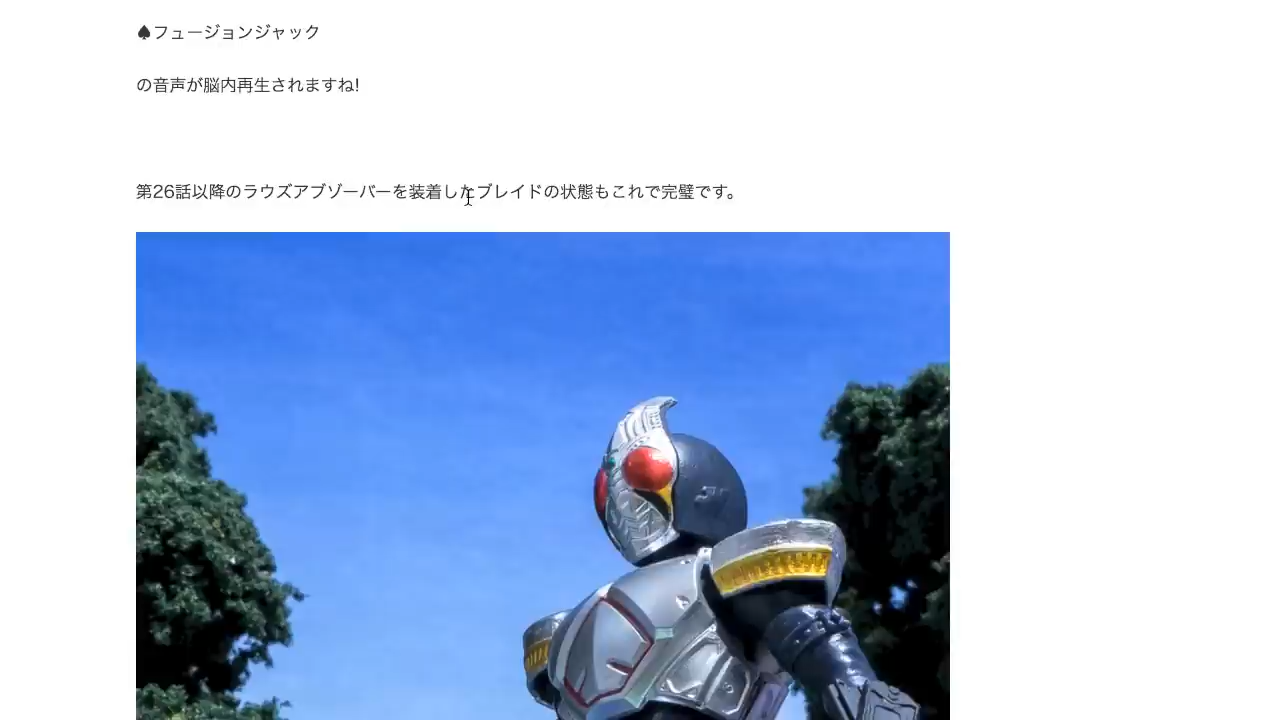 ♠フュージョンジャック
の音声が脳内再生されますね!
第26話以降のラウズアブゾーバーを装着したブレイドの状態もこれで完璧です。